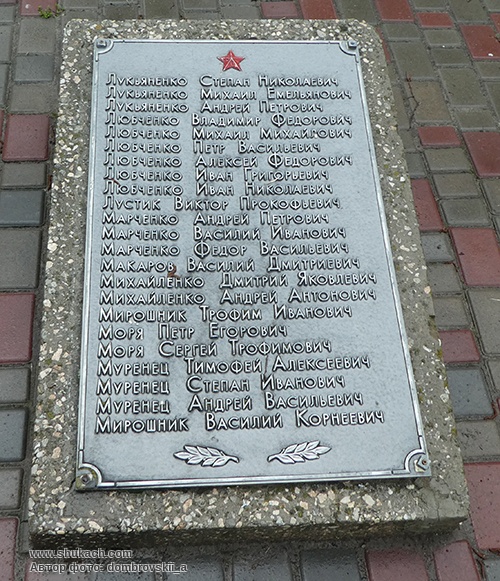 Лукьяненко Степан Николаевич
Лукьяненко Михаил Емельянович
Лукьяненко Андрей Петрович
Любченко Владимир Федорович
Любченко Михаил Михайлович
Любченко Петр Васильевич
Любченко Алексей Федорович
Любченко Иван Григорьевич
Любченко Иван Николаевич
Лустик Виктор Прокофьевич
Марченко Андрей Петрович
Марченко Василий Иванович
Марченко Федор Васильевич
Макаров Василий Дмитриевич
Михайленко Дмитрий Яковлевич
Михайленко Андрей Антонович
Мирошник Трофим Иванович
Моря Петр Егорович
Моря Сергей Трофимович
Муренец Тимофей Алексеевич
Муренец Степан Иванович
Муренец Андрей Васильевич
Мирошник Василий Корнеевич
www.shukach.com
Автор фото- dombrovskii_a